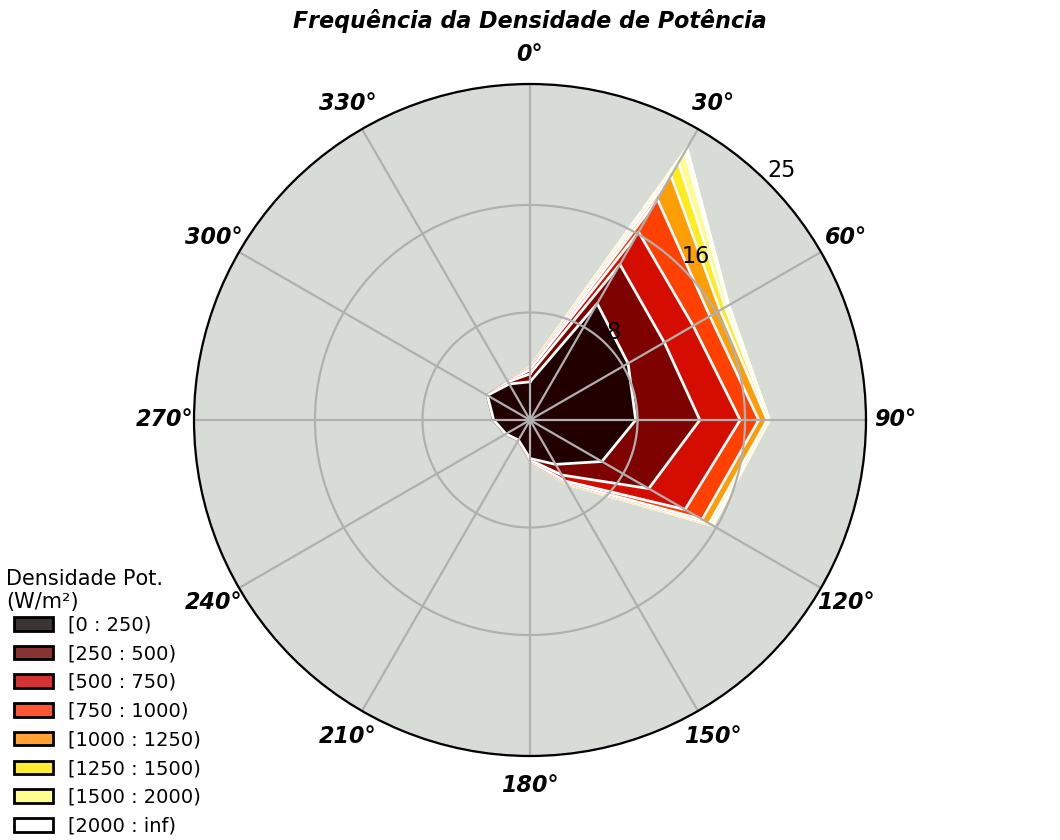 Frequência da Densidade de Potência
0°
330°
30°
25
300°
60°
16
8
270°
90°
240°
120°
210°
150°
180°
Densidade Pot.
(W/m²)
[0 : 250)
[250 : 500)
[500 : 750)
[750 : 1000)
[1000 : 1250)
[1250 : 1500)
[1500 : 2000)
[2000 : inf)